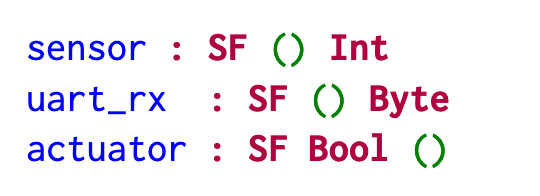 sensor : SF () Int
uart_rx  : SF () Byte
actuator : SF Bool ()